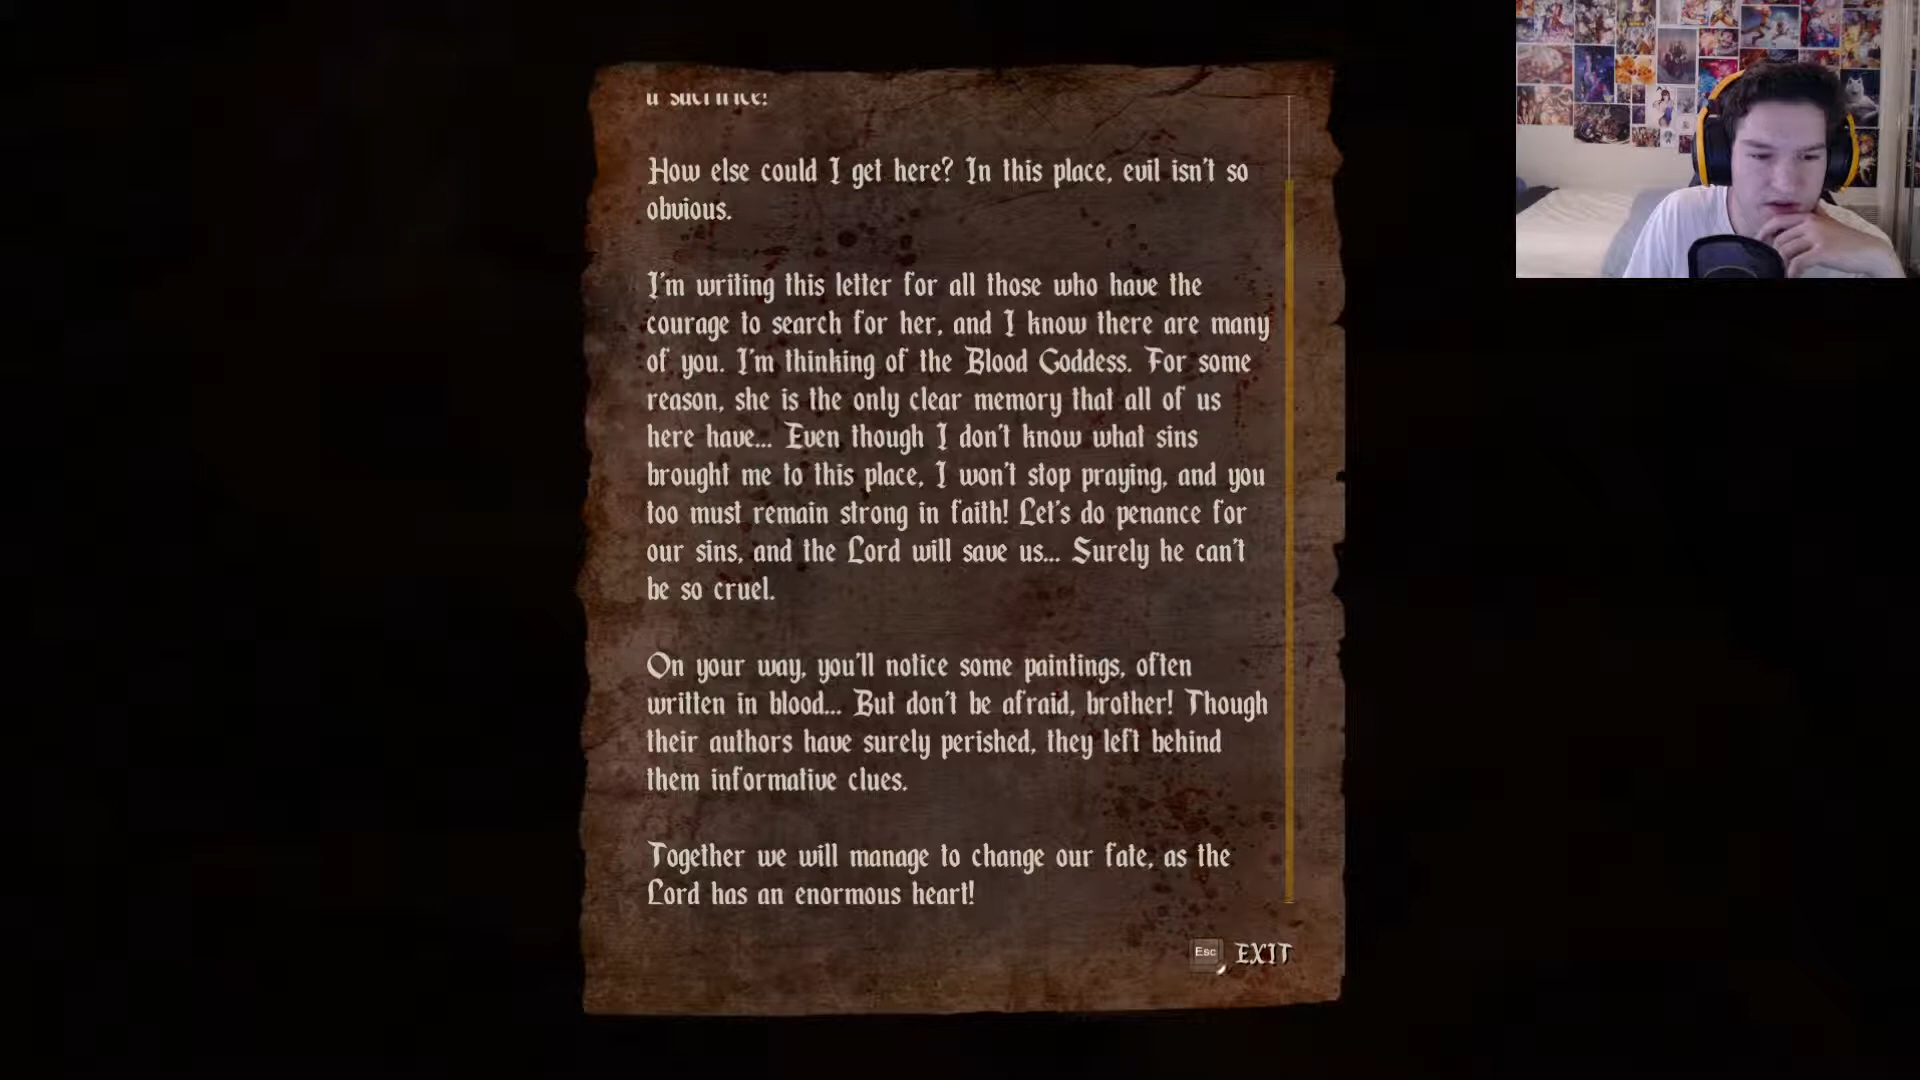 a sacrifice!
How else could I get here? In this place, evil isn't so
obvious.
I'm writing this letter for all those who have the
courage to search for her, and I know there are many
of you. I'm thinking of the Blood Goddess. For some
reason, she is the only clear memory that all of us
here have... Even though I don't know what sins
brought me to this place, I won't stop praying, and you
too must remain strong in faith! Let's do penance for
our sins, and the Lord will save us... Surely he can't
be so cruel.
On your way, you'll notice some paintings, often
written in blood... But don't be afraid, brother! Though
their authors have surely perished, they left behind
them informative clues.
Together we will manage to change our fate, as the
Lord has an enormous heart!
Esc EXIT